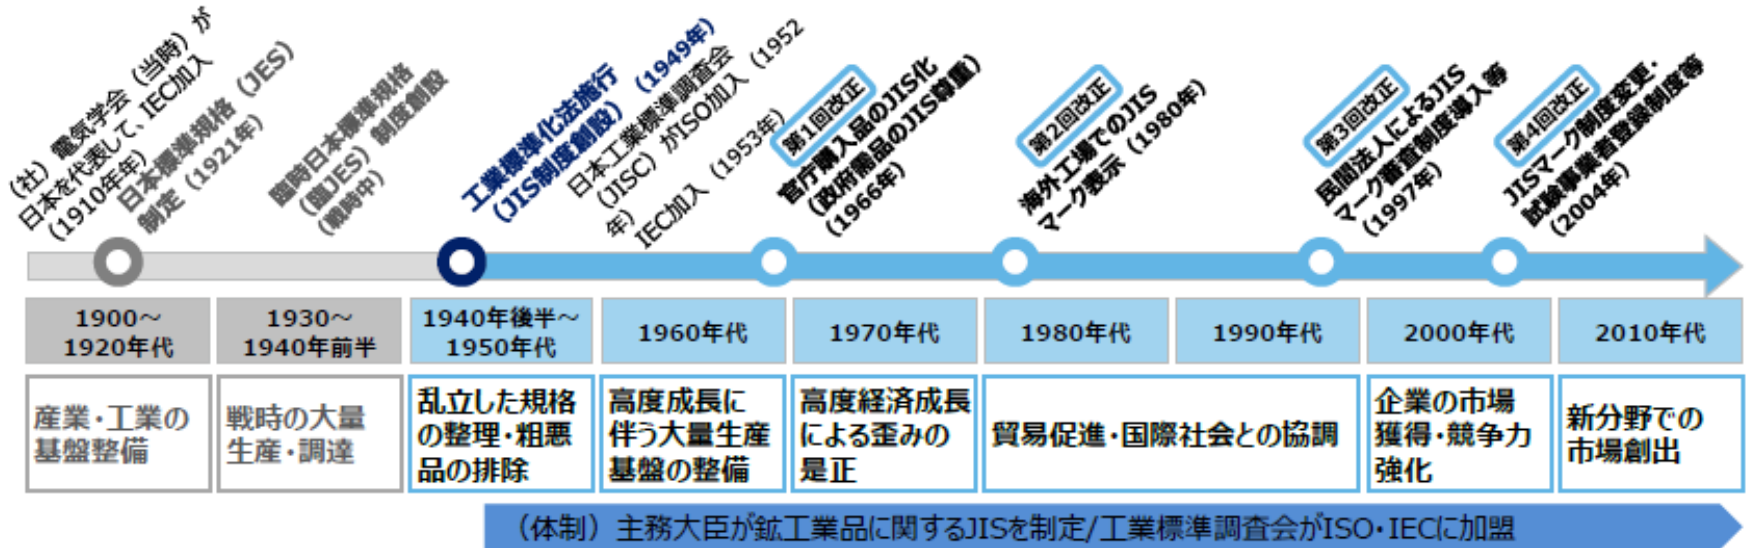 （社）電気学会（当時）が
日本を代表して、IEC加入
（1910年年）
日本標準規格（JES）
制定（1921年）
臨時日本標準規格
（臨JES）制度創設
（戦時中）
工業標準化法施行
（JIS制度創設）（1949年）
日本工業標準調査会
（JISC）がISO加入（1952
年）
IEC加入（1953年）
第1回改正
官庁購入品のJIS化
（政府需品のJIS尊重）
（1966年）
第2回改正
海外工場でのJIS
マーク表示（1980年）
第3回改正
民間法人によるJIS
マーク審査制度導入等
（1997年）
第4回改正
JISマーク制度変更・
試験事業者登録制度等
（2004年）
1900～
1920年代
1930～
1940年前半
1940年後半～
1950年代
1960年代
1970年代
1980年代
1990年代
2000年代
2010年代
産業・工業の
基盤整備
戦時の大量
生産・調達
乱立した規格
の整理・粗悪
品の排除
高度成長に
伴う大量生産
基盤の整備
高度経済成長
による歪みの
是正
貿易促進・国際社会との協調
企業の市場
獲得・競争力
強化
新分野での
市場創出
（体制）主務大臣が鉱工業品に関するJISを制定/工業標準調査会がISO・IECに加盟